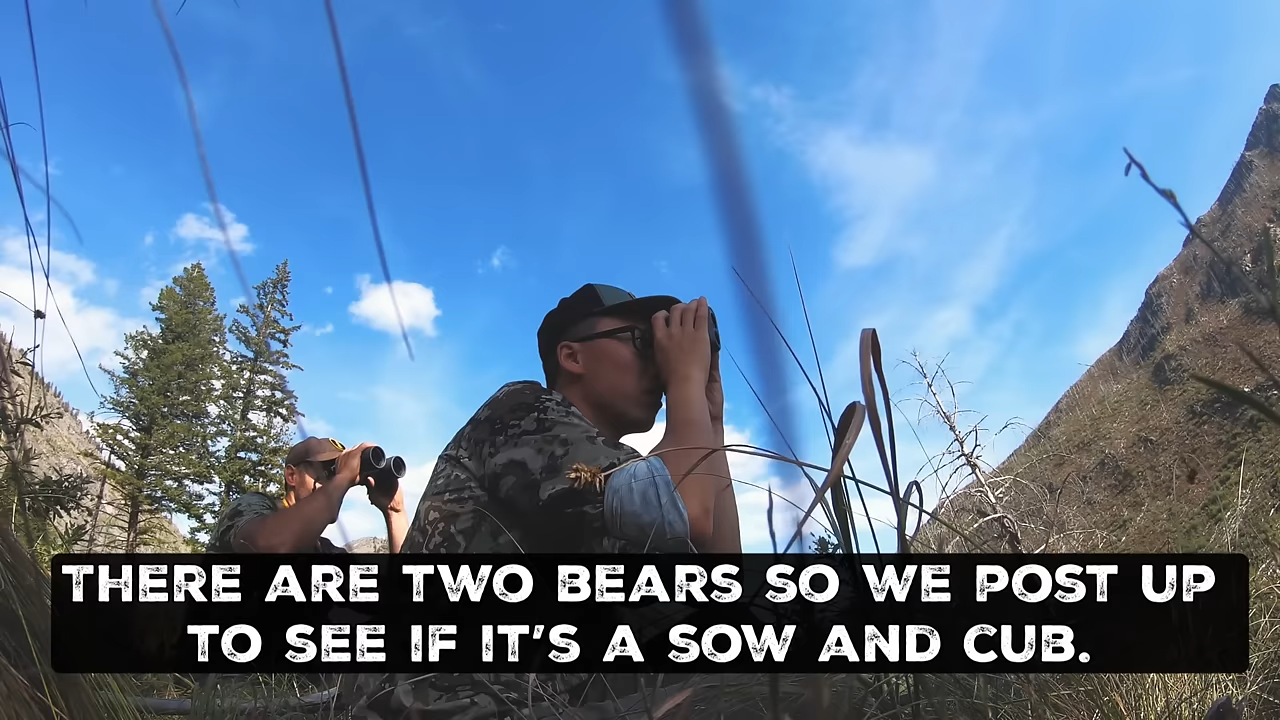 THERE ARE TWO BEARS SO WE POST UP
TO SEE IF IT'S A SOW AND CUB.